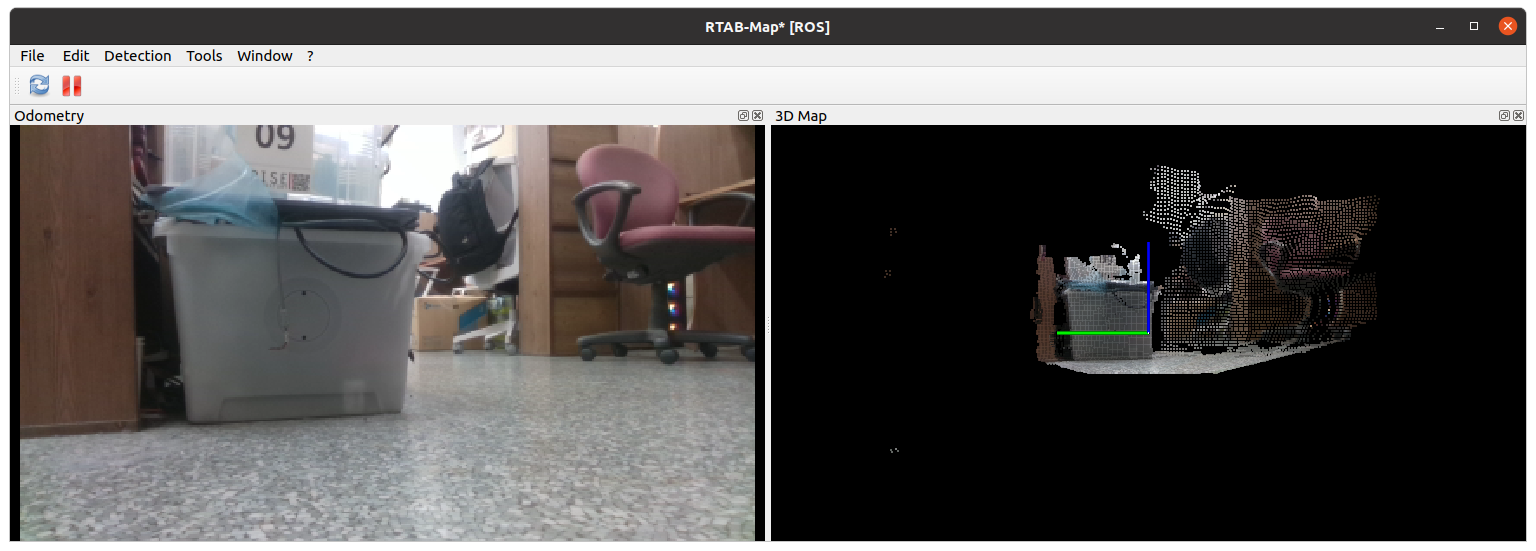 RTAB-Map* [ROS]
File Edit Detection Tools Window ?
Odometry
3D Map
09